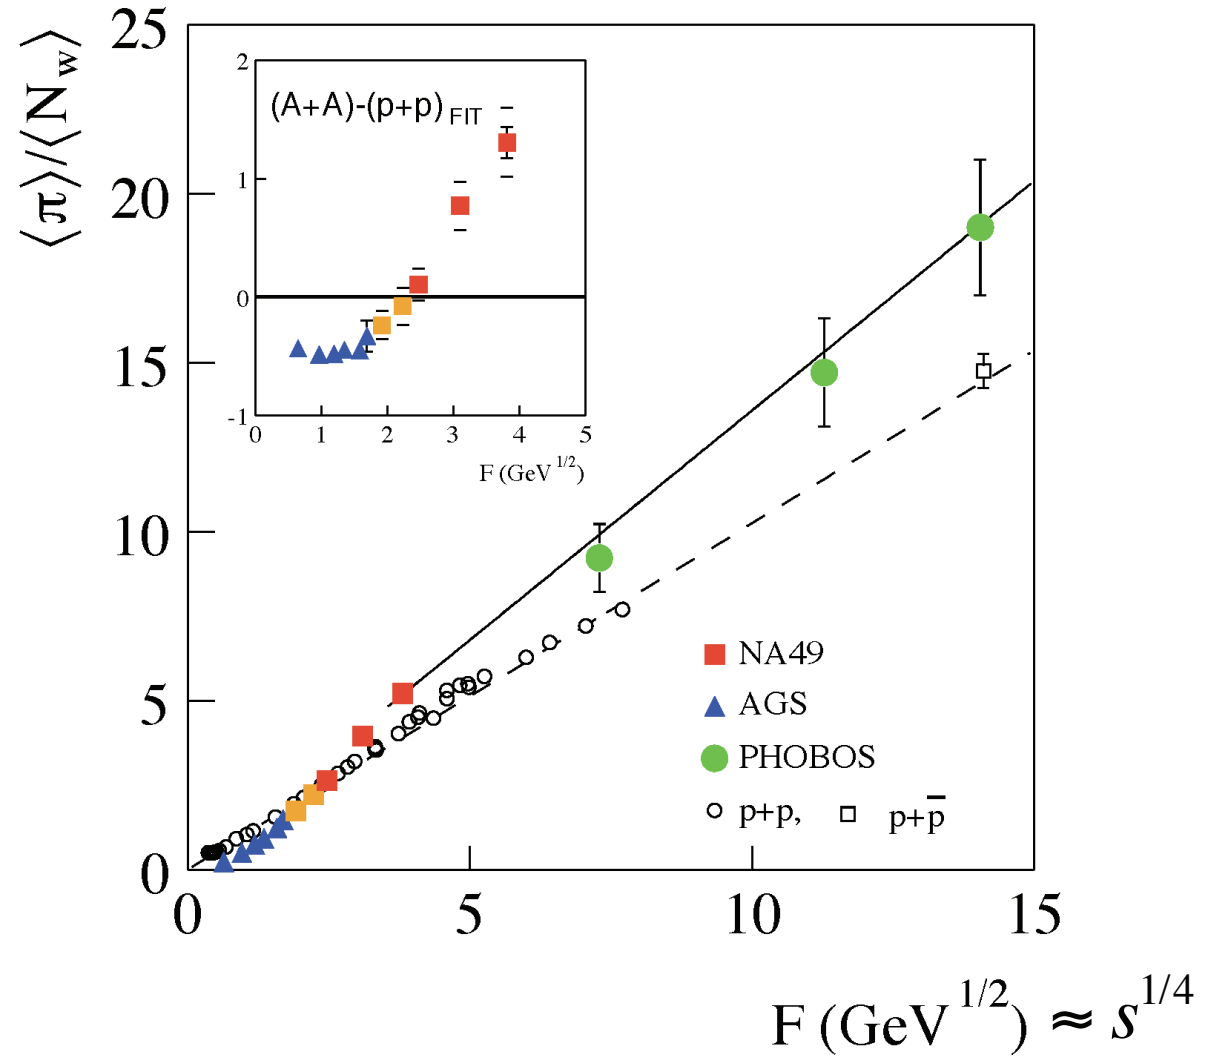 ⟨π⟩/⟨N_w⟩
25
20
15
10
5
0
0 5 10 15
F (GeV^1/2) ≈ s^1/4
(A+A)-(p+p)_FIT
2
1
0
-1
0 1 2 3 4 5
F (GeV^1/2)
NA49
AGS
PHOBOS
p+p, p+p̅